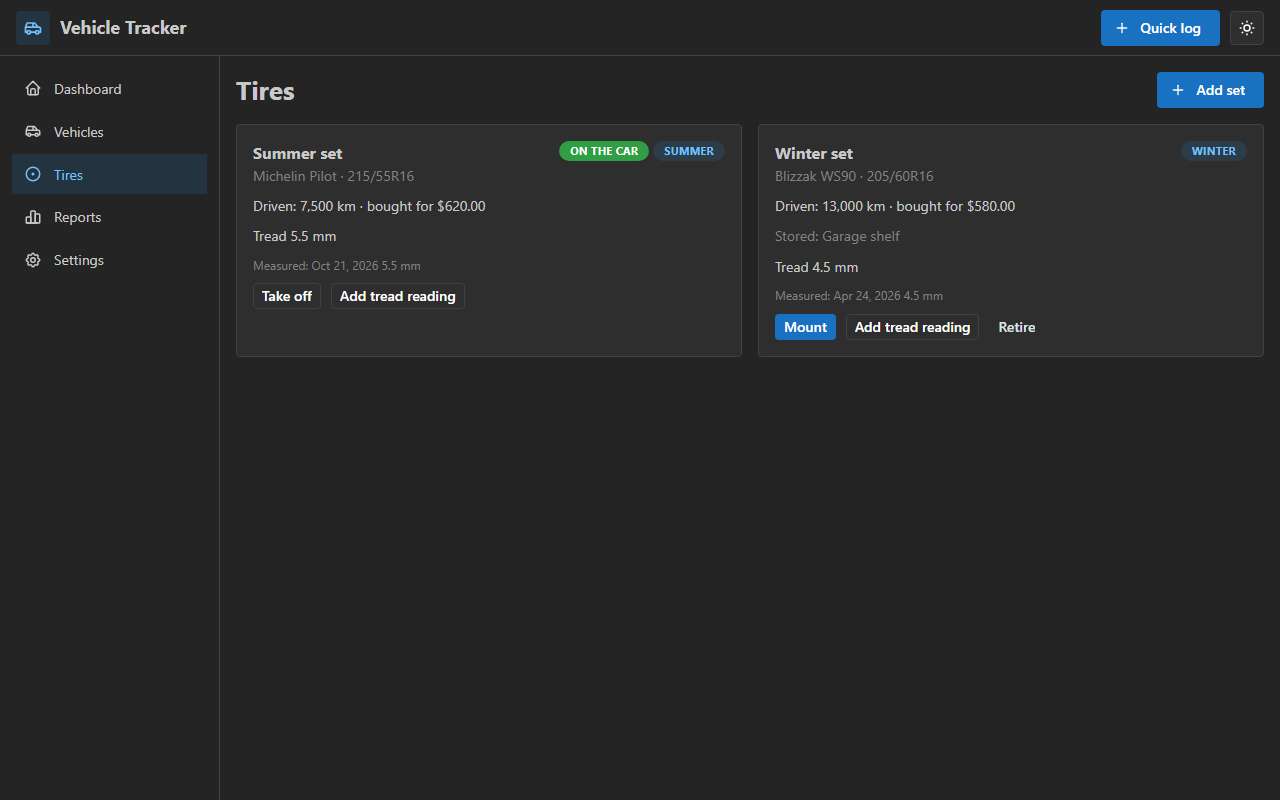 Vehicle Tracker
Quick log
Dashboard
Vehicles
Tires
Reports
Settings
Tires
Add set
Summer set
ON THE CAR
SUMMER
Michelin Pilot · 215/55R16
Driven: 7,500 km · bought for $620.00
Tread 5.5 mm
Measured: Oct 21, 2026 5.5 mm
Take off
Add tread reading
Winter set
WINTER
Blizzak WS90 · 205/60R16
Driven: 13,000 km · bought for $580.00
Stored: Garage shelf
Tread 4.5 mm
Measured: Apr 24, 2026 4.5 mm
Mount
Add tread reading
Retire